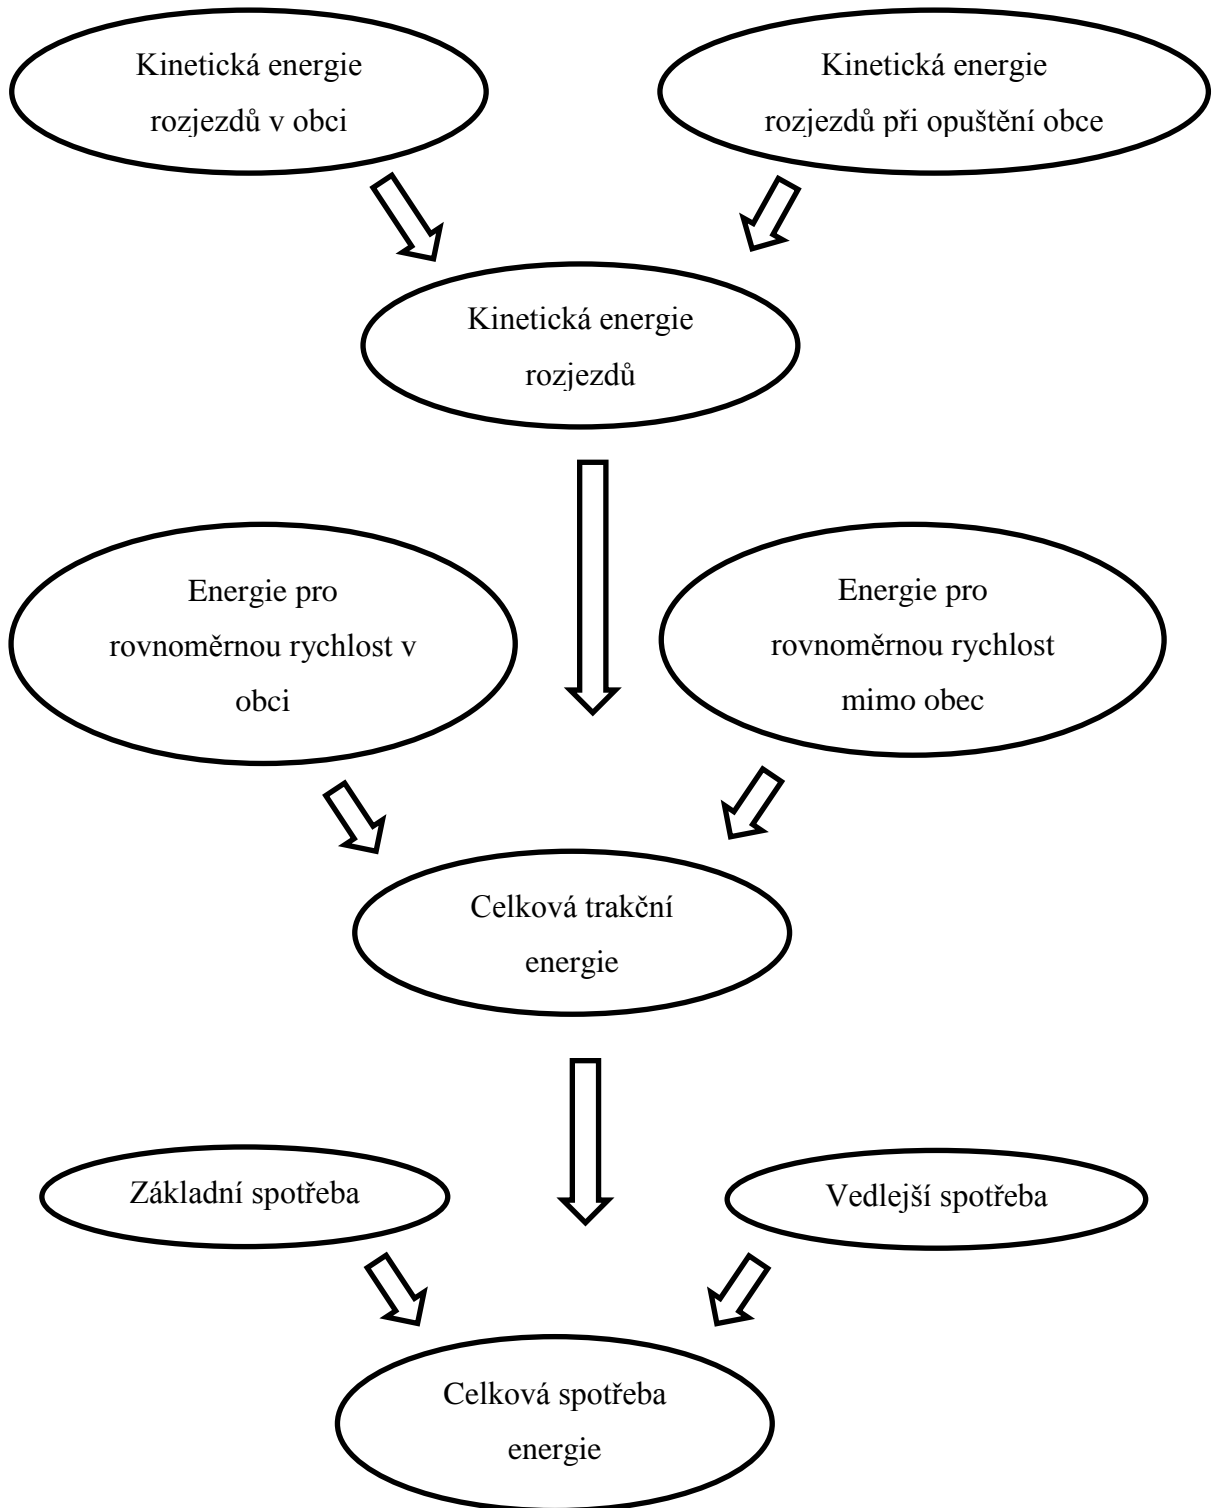 Kinetická energie
rozjezdů v obci
Kinetická energie
rozjezdů při opuštění obce
Kinetická energie
rozjezdů
Energie pro
rovnoměrnou rychlost v
obci
Energie pro
rovnoměrnou rychlost
mimo obec
Celková trakční
energie
Základní spotřeba
Vedlejší spotřeba
Celková spotřeba
energie